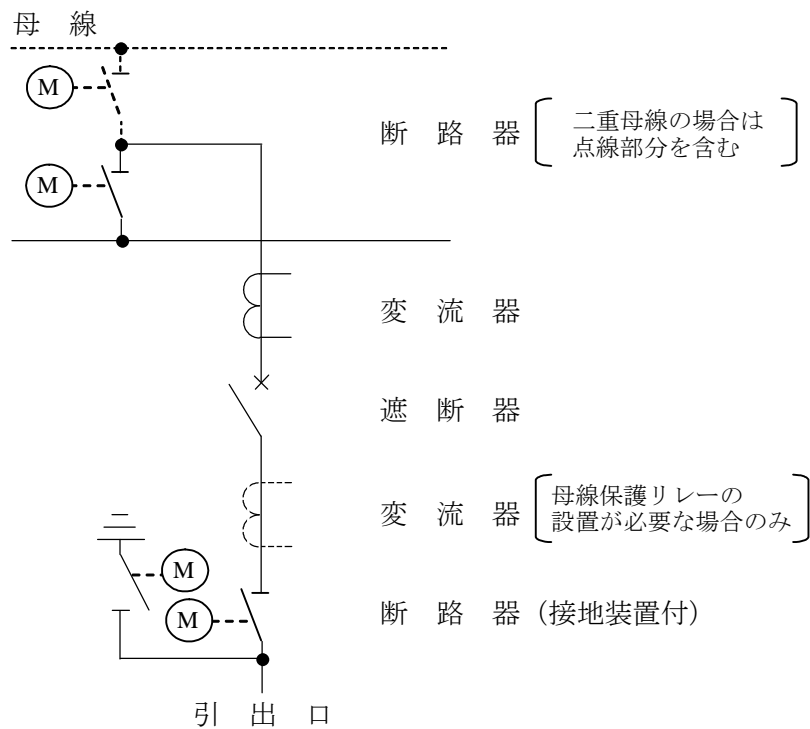 母 線
M
断 路 器
二重母線の場合は
点線部分を含む
M
変 流 器
遮 断 器
変 流 器
母線保護リレーの
設置が必要な場合のみ
M
M
断 路 器 (接地装置付)
引 出 口